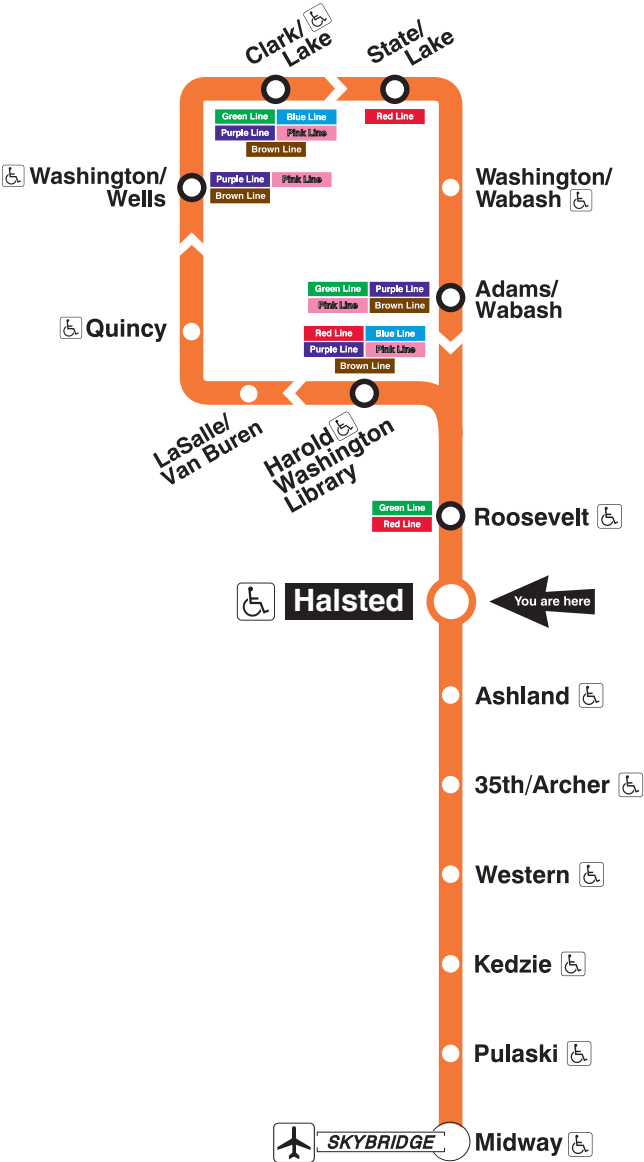 Clark/
Lake
State/
Lake
Green Line
Blue Line
Purple Line
Pink Line
Brown Line
Red Line
Washington/
Wells
Purple Line
Pink Line
Brown Line
Washington/
Wabash
Green Line
Purple Line
Pink Line
Brown Line
Adams/
Wabash
Quincy
Red Line
Blue Line
Purple Line
Pink Line
Brown Line
LaSalle/
Van Buren
Harold
Washington
Library
Green Line
Red Line
Roosevelt
Halsted
You are here
Ashland
35th/Archer
Western
Kedzie
Pulaski
SKYBRIDGE
Midway